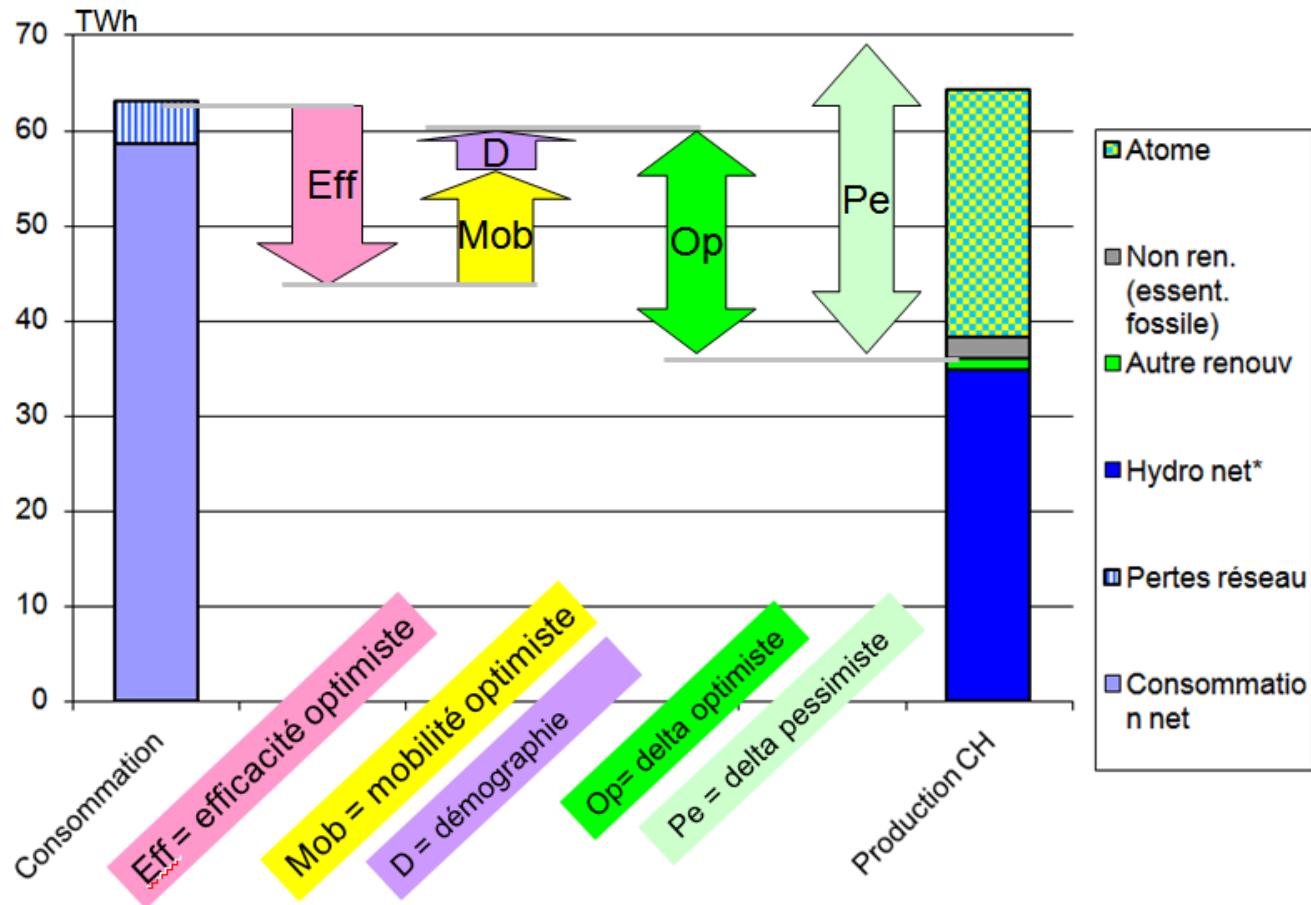 TWh
70
60
50
40
30
20
10
0
Eff
D
Mob
Op
Pe
Atome
Non ren.
(essent.
fossile)
Autre renouv
Hydro net*
Pertes réseau
Consommatio
n net
Consommation
Eff = efficacité optimiste
Mob = mobilité optimiste
D = démographie
Op= delta optimiste
Pe = delta pessimiste
Production CH